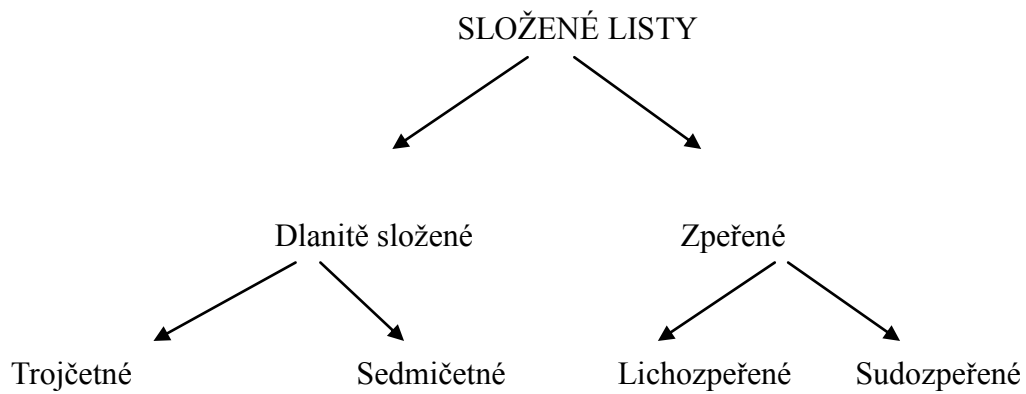 SLOŽENÉ LISTY
Dlanitě složené Zpeřené
Trojčetné Sedmičetné Lichozpeřené Sudozpeřené